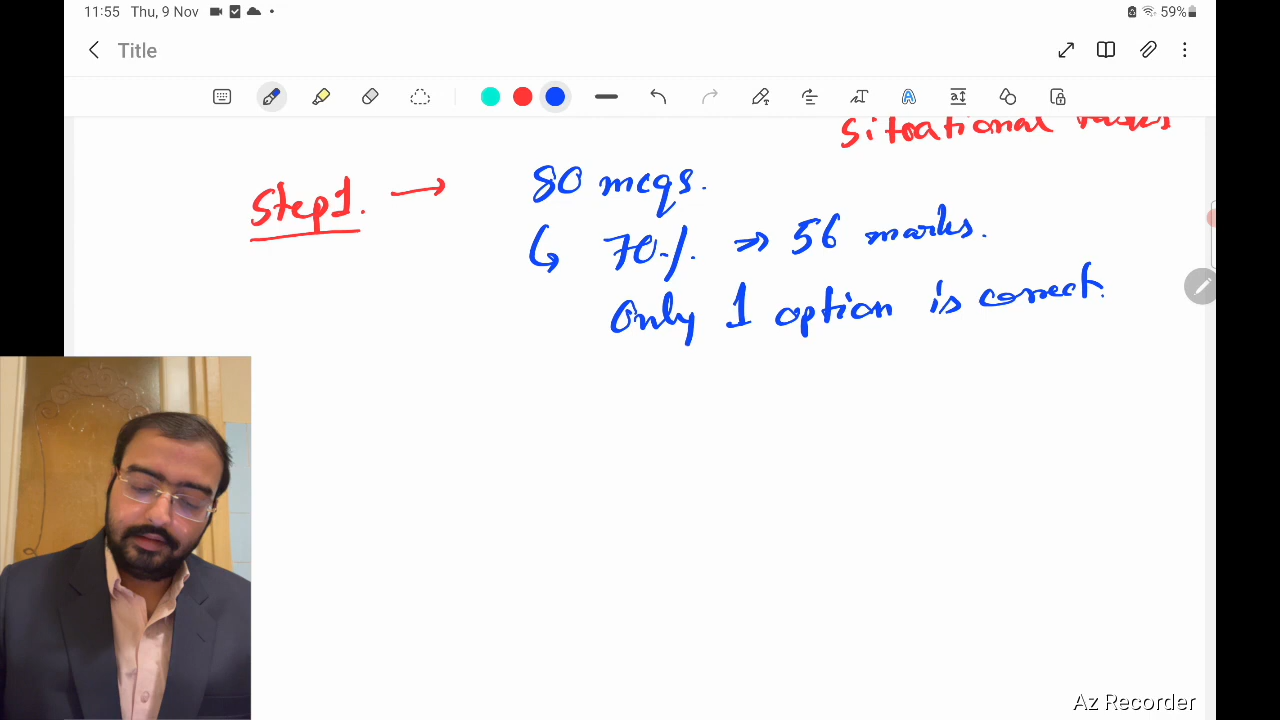 11:55 Thu, 9 Nov
59%
Title
Sitoational
Step1. → 80 mcqs.
↳ 70% ⇒ 56 marks.
Only 1 option is correct.
Az Recorder